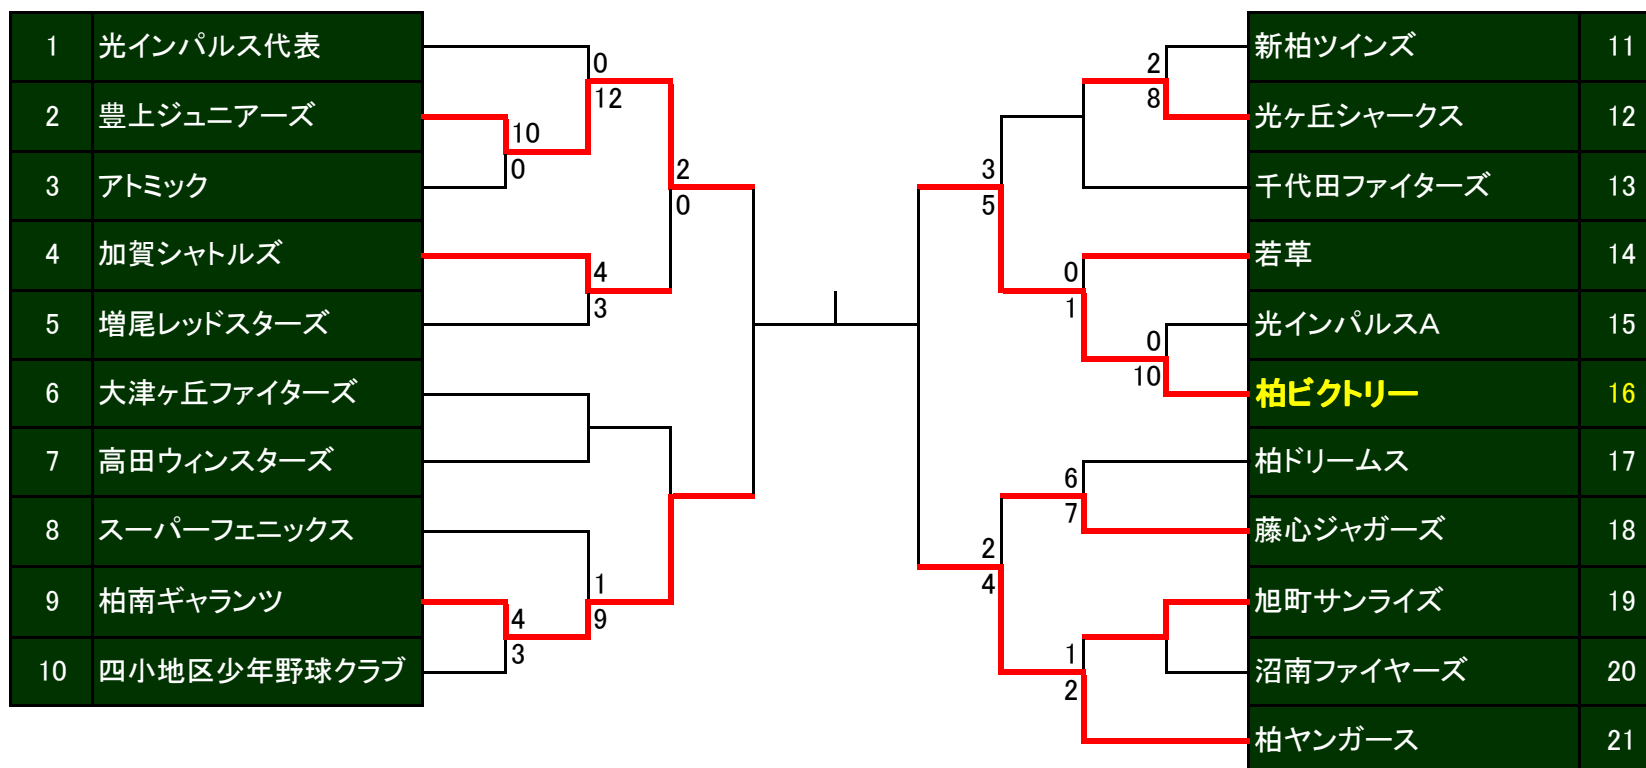 1 光インパルス代表
2 豊上ジュニアーズ
3 アトミック
4 加賀シャトルズ
5 増尾レッドスターズ
6 大津ヶ丘ファイターズ
7 高田ウィンスターズ
8 スーパーフェニックス
9 柏南ギャランツ
10 四小地区少年野球クラブ
0
12
10
0
2
0
4
3
1
9
4
3
2
8
3
5
0
1
0
10
6
7
2
4
1
2
新柏ツインズ 11
光ヶ丘シャークス 12
千代田ファイターズ 13
若草 14
光インパルスA 15
柏ビクトリー 16
柏ドリームス 17
藤心ジャガーズ 18
旭町サンライズ 19
沼南ファイヤーズ 20
柏ヤンガース 21